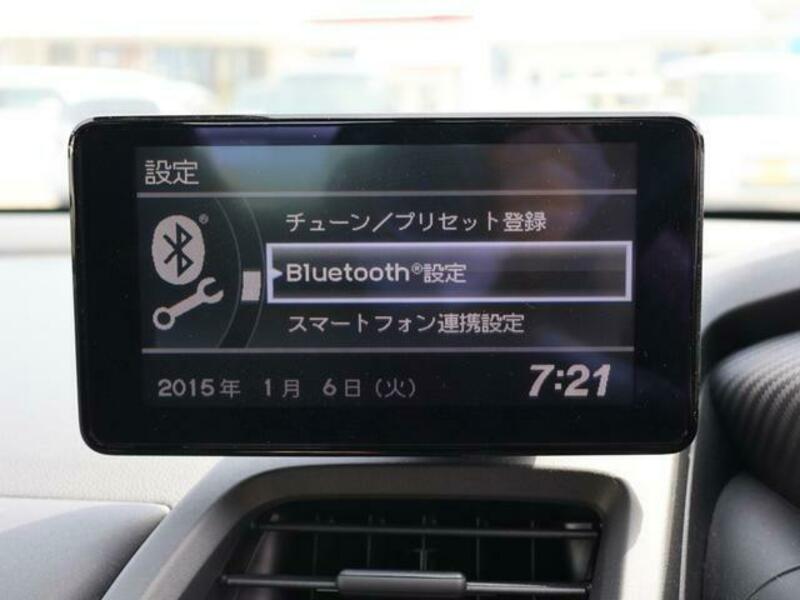 設定
チューン／プリセット登録
Bluetooth®設定
スマートフォン連携設定
2015年 1月 6日（火） 7:21